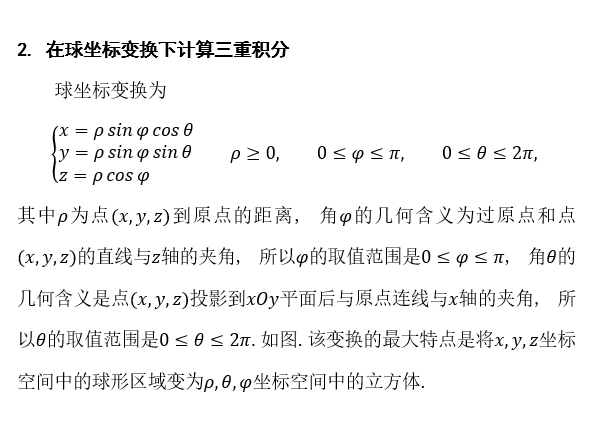 2. 在球坐标变换下计算三重积分
球坐标变换为
x = ρ sin φ cos θ
y = ρ sin φ sin θ ρ ≥ 0, 0 ≤ φ ≤ π, 0 ≤ θ ≤ 2π,
z = ρ cos φ
其中ρ为点(x, y, z)到原点的距离， 角φ的几何含义为过原点和点
(x, y, z)的直线与z轴的夹角， 所以φ的取值范围是0 ≤ φ ≤ π， 角θ的
几何含义是点(x, y, z)投影到xOy平面后与原点连线与x轴的夹角， 所
以θ的取值范围是0 ≤ θ ≤ 2π. 如图. 该变换的最大特点是将x, y, z坐标
空间中的球形区域变为ρ, θ, φ坐标空间中的立方体.